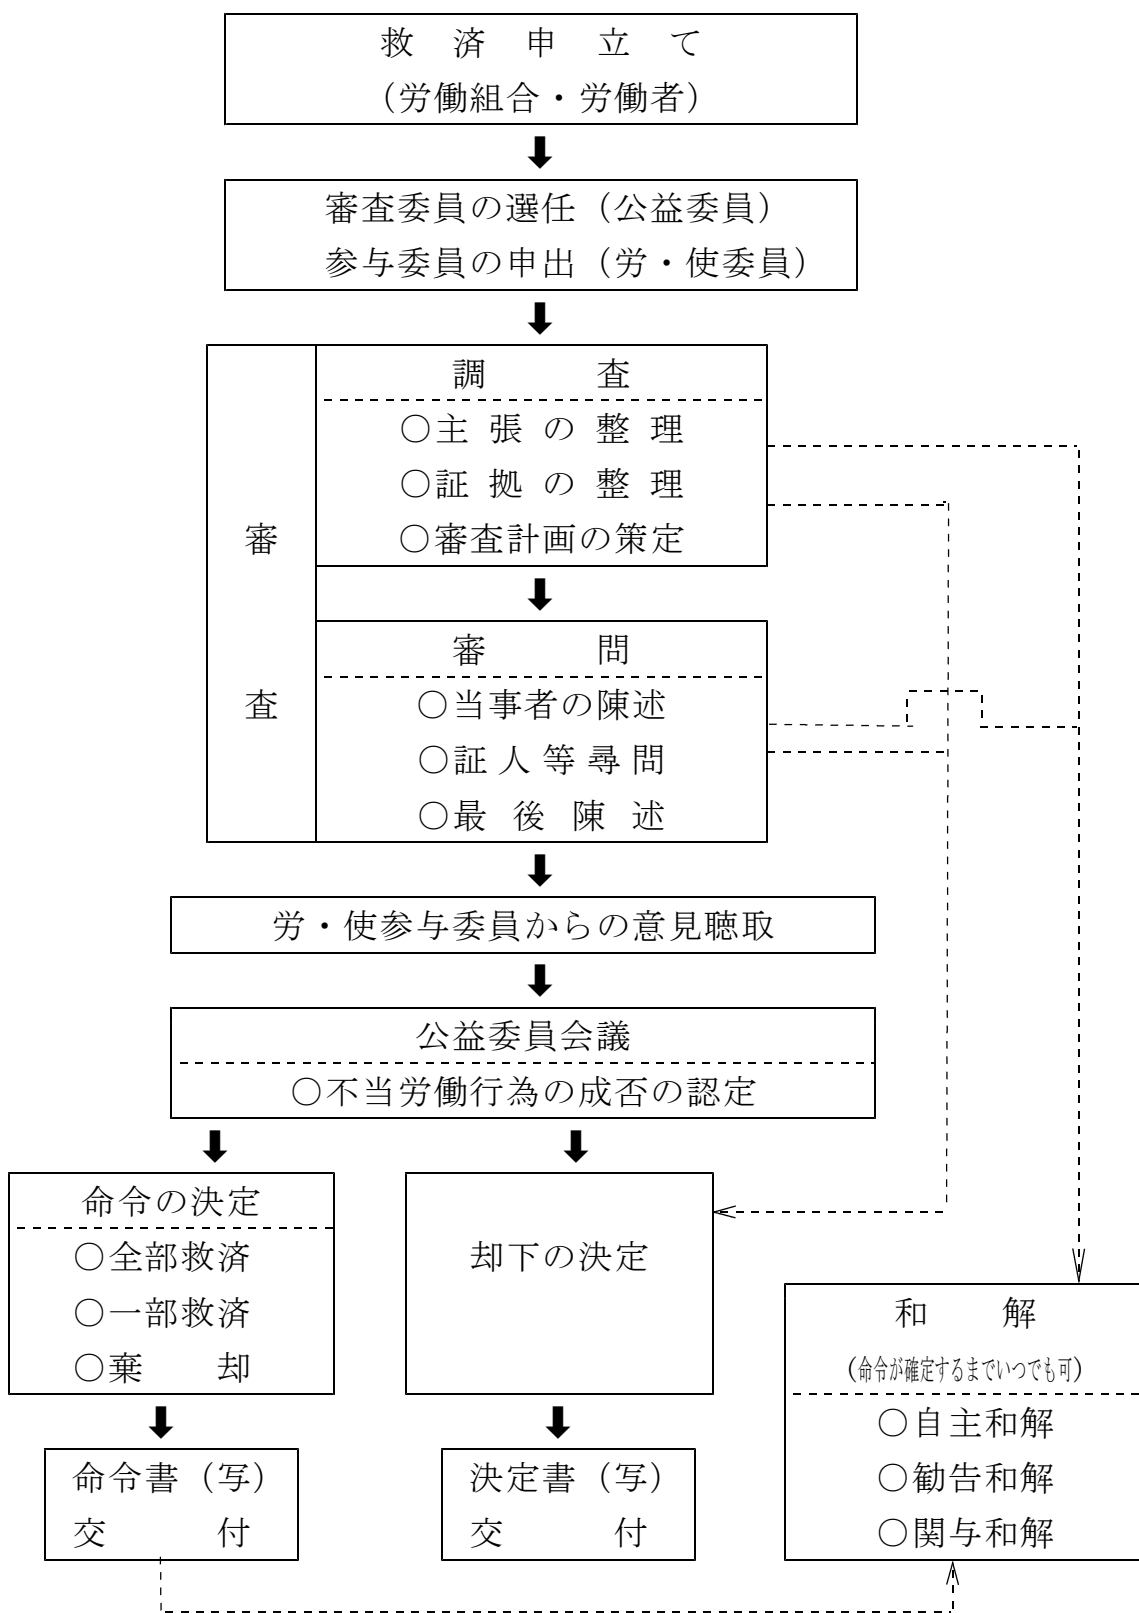 救済申立て
（労働組合・労働者）
審査委員の選任（公益委員）
参与委員の申出（労・使委員）
審査
調査
○主張の整理
○証拠の整理
○審査計画の策定
審問
○当事者の陳述
○証人等尋問
○最後陳述
労・使参与委員からの意見聴取
公益委員会議
○不当労働行為の成否の認定
命令の決定
○全部救済
○一部救済
○棄却
却下の決定
和解
（命令が確定するまでいつでも可）
○自主和解
○勧告和解
○関与和解
命令書（写）
交付
決定書（写）
交付